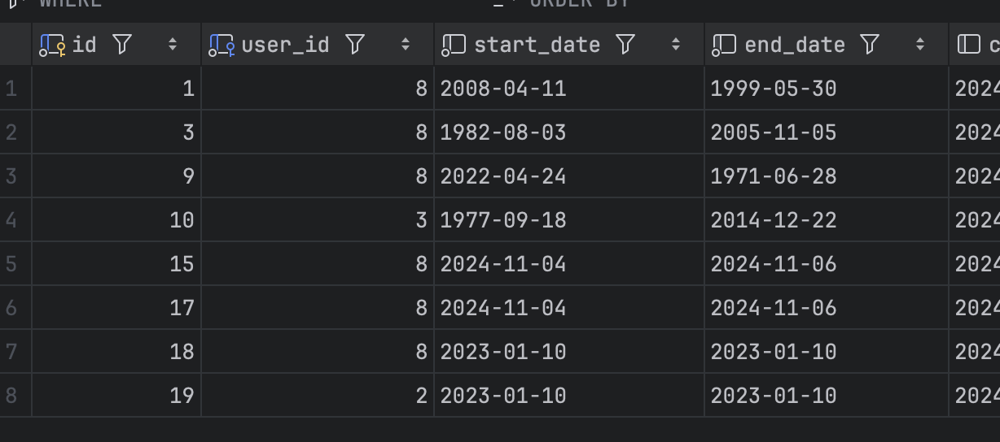 WHERE ORDER BY
id user_id start_date end_date c
1 1 8 2008-04-11 1999-05-30 2024
2 3 8 1982-08-03 2005-11-05 2024
3 9 8 2022-04-24 1971-06-28 2024
4 10 3 1977-09-18 2014-12-22 2024
5 15 8 2024-11-04 2024-11-06 2024
6 17 8 2024-11-04 2024-11-06 2024
7 18 8 2023-01-10 2023-01-10 2024
8 19 2 2023-01-10 2023-01-10 2024